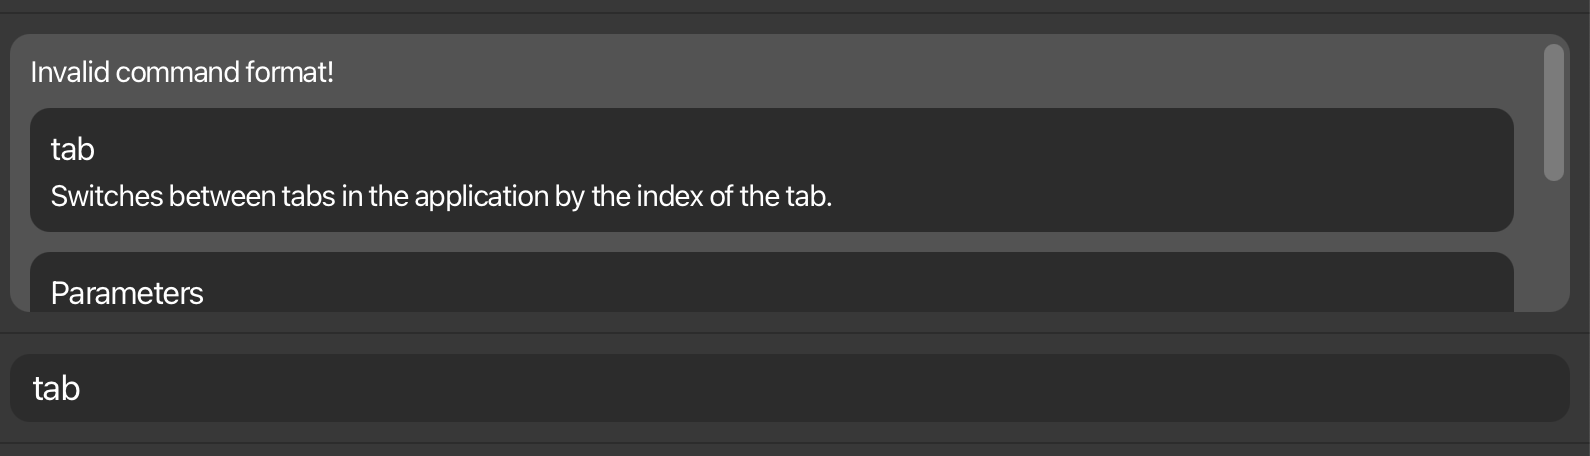 Invalid command format!
tab
Switches between tabs in the application by the index of the tab.
Parameters
tab